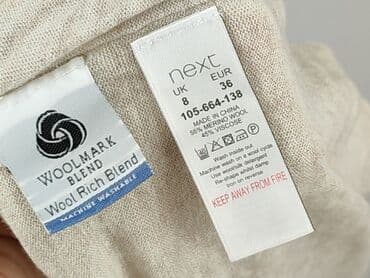 WOOLMARK
BLEND
Wool Rich Blend
MACHINE WASHABLE
next
UK EUR
8 36
105-664-138
MADE IN CHINA
55% MERINO WOOL
45% VISCOSE
Wash inside out
Machine wash on a wool cycle
Use wool/silk detergent
Re-shape whilst damp
Iron on reverse
KEEP AWAY FROM FIRE